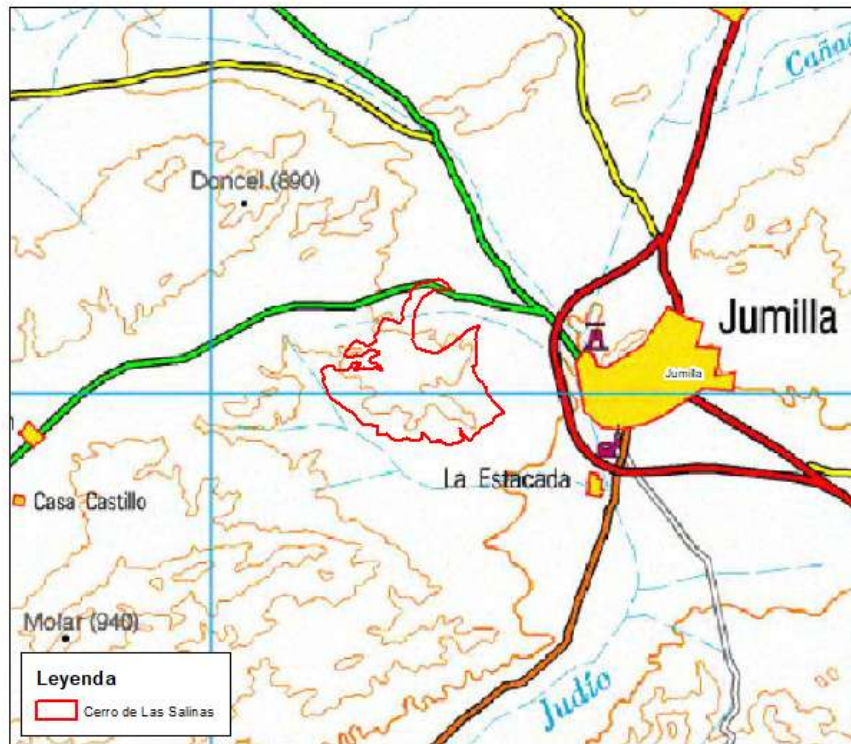 Cañad
Doncel (890)
Jumilla
Jumilla
La Estacada
Casa Castillo
Molar (940)
Judío
Leyenda
Cerro de Las Salinas